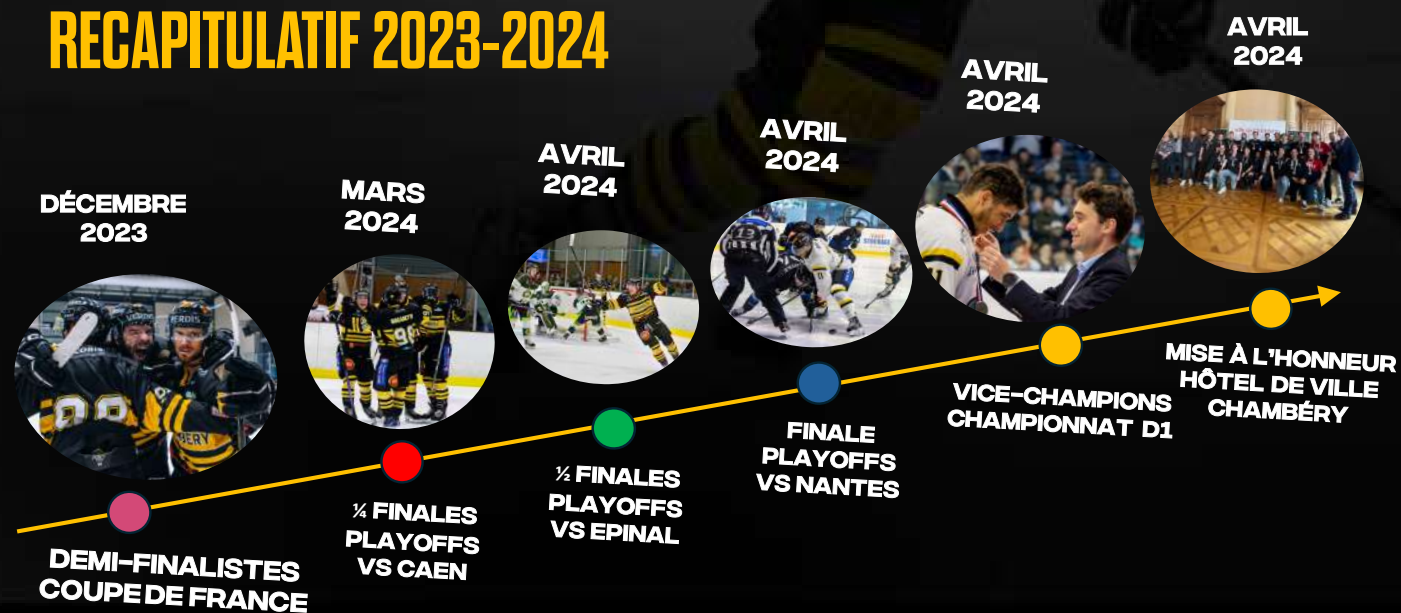 RECAPITULATIF 2023-2024
DÉCEMBRE
2023
DEMI-FINALISTES
COUPE DE FRANCE
MARS
2024
¼ FINALES
PLAYOFFS
VS CAEN
AVRIL
2024
½ FINALES
PLAYOFFS
VS EPINAL
AVRIL
2024
13
FINALE
PLAYOFFS
VS NANTES
AVRIL
2024
VICE-CHAMPIONS
CHAMPIONNAT D1
AVRIL
2024
MISE À L'HONNEUR
HÔTEL DE VILLE
CHAMBÉRY